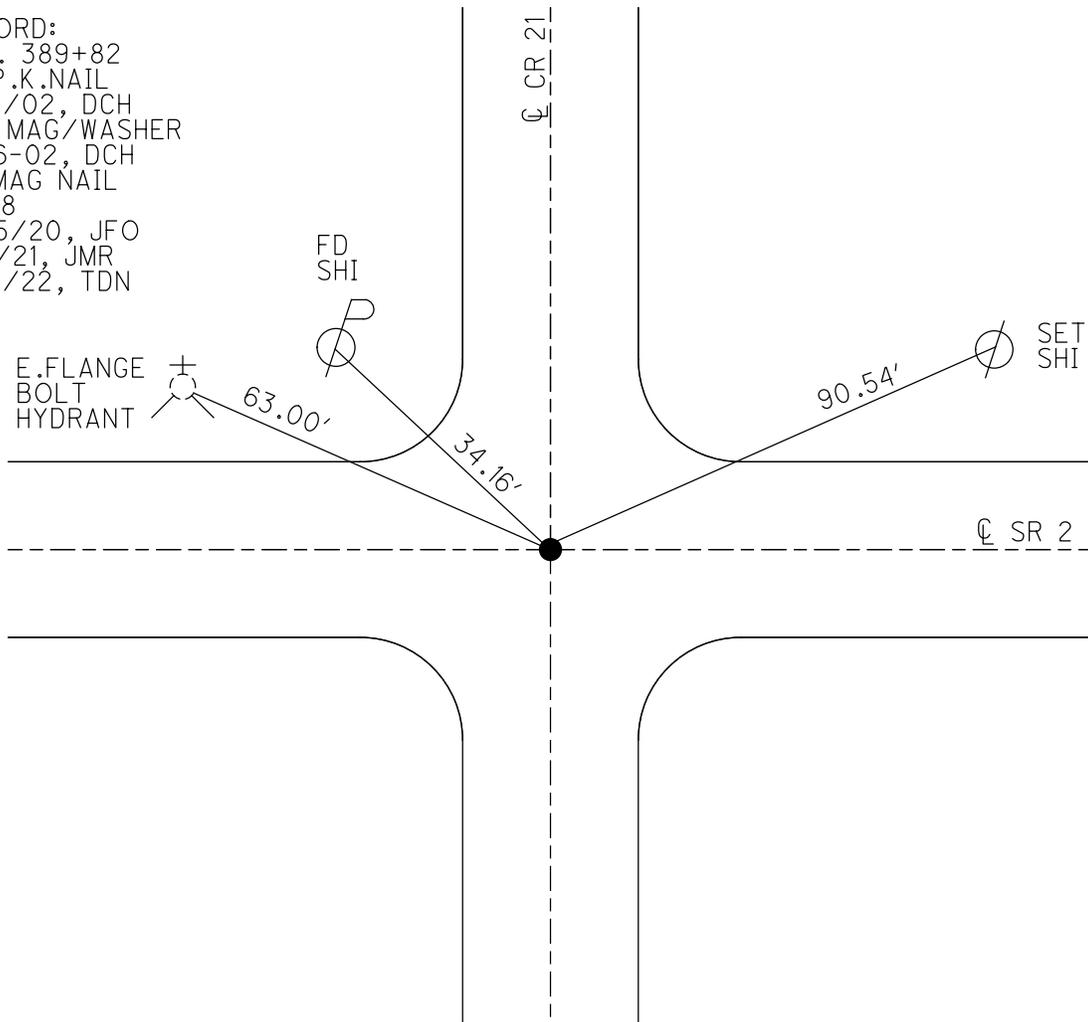 ORD:
. 389+82
P.K.NAIL
/02, DCH
MAG/WASHER
6-02, DCH
MAG NAIL
8
5/20, JFO
/21, JMR
/22, TDN
℄ CR 21
FD
SHI
E.FLANGE
BOLT
HYDRANT
63.00'
34.16'
90.54'
SET
SHI
℄ SR 2